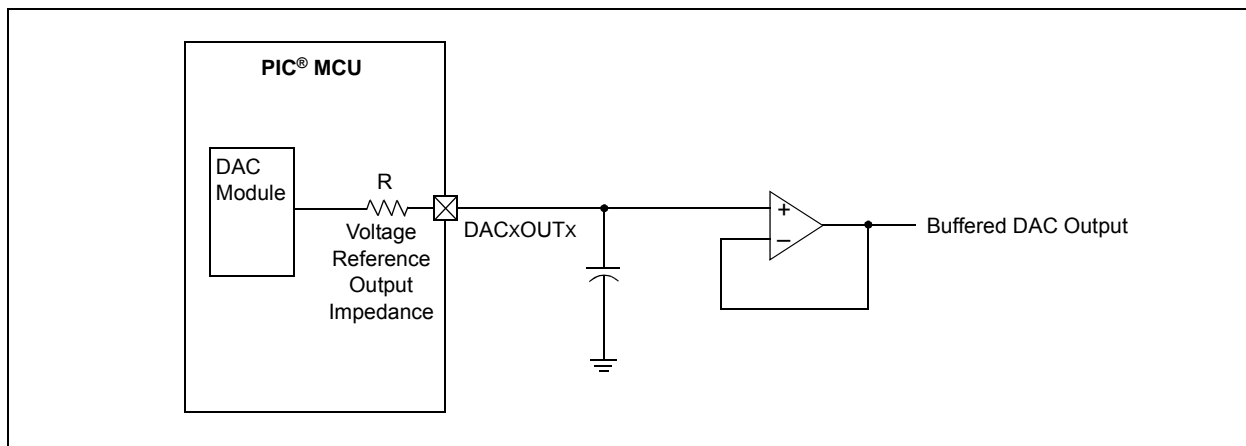 PIC® MCU
DAC
Module
R
Voltage
Reference
Output
Impedance
DACxOUTx
+
–
Buffered DAC Output